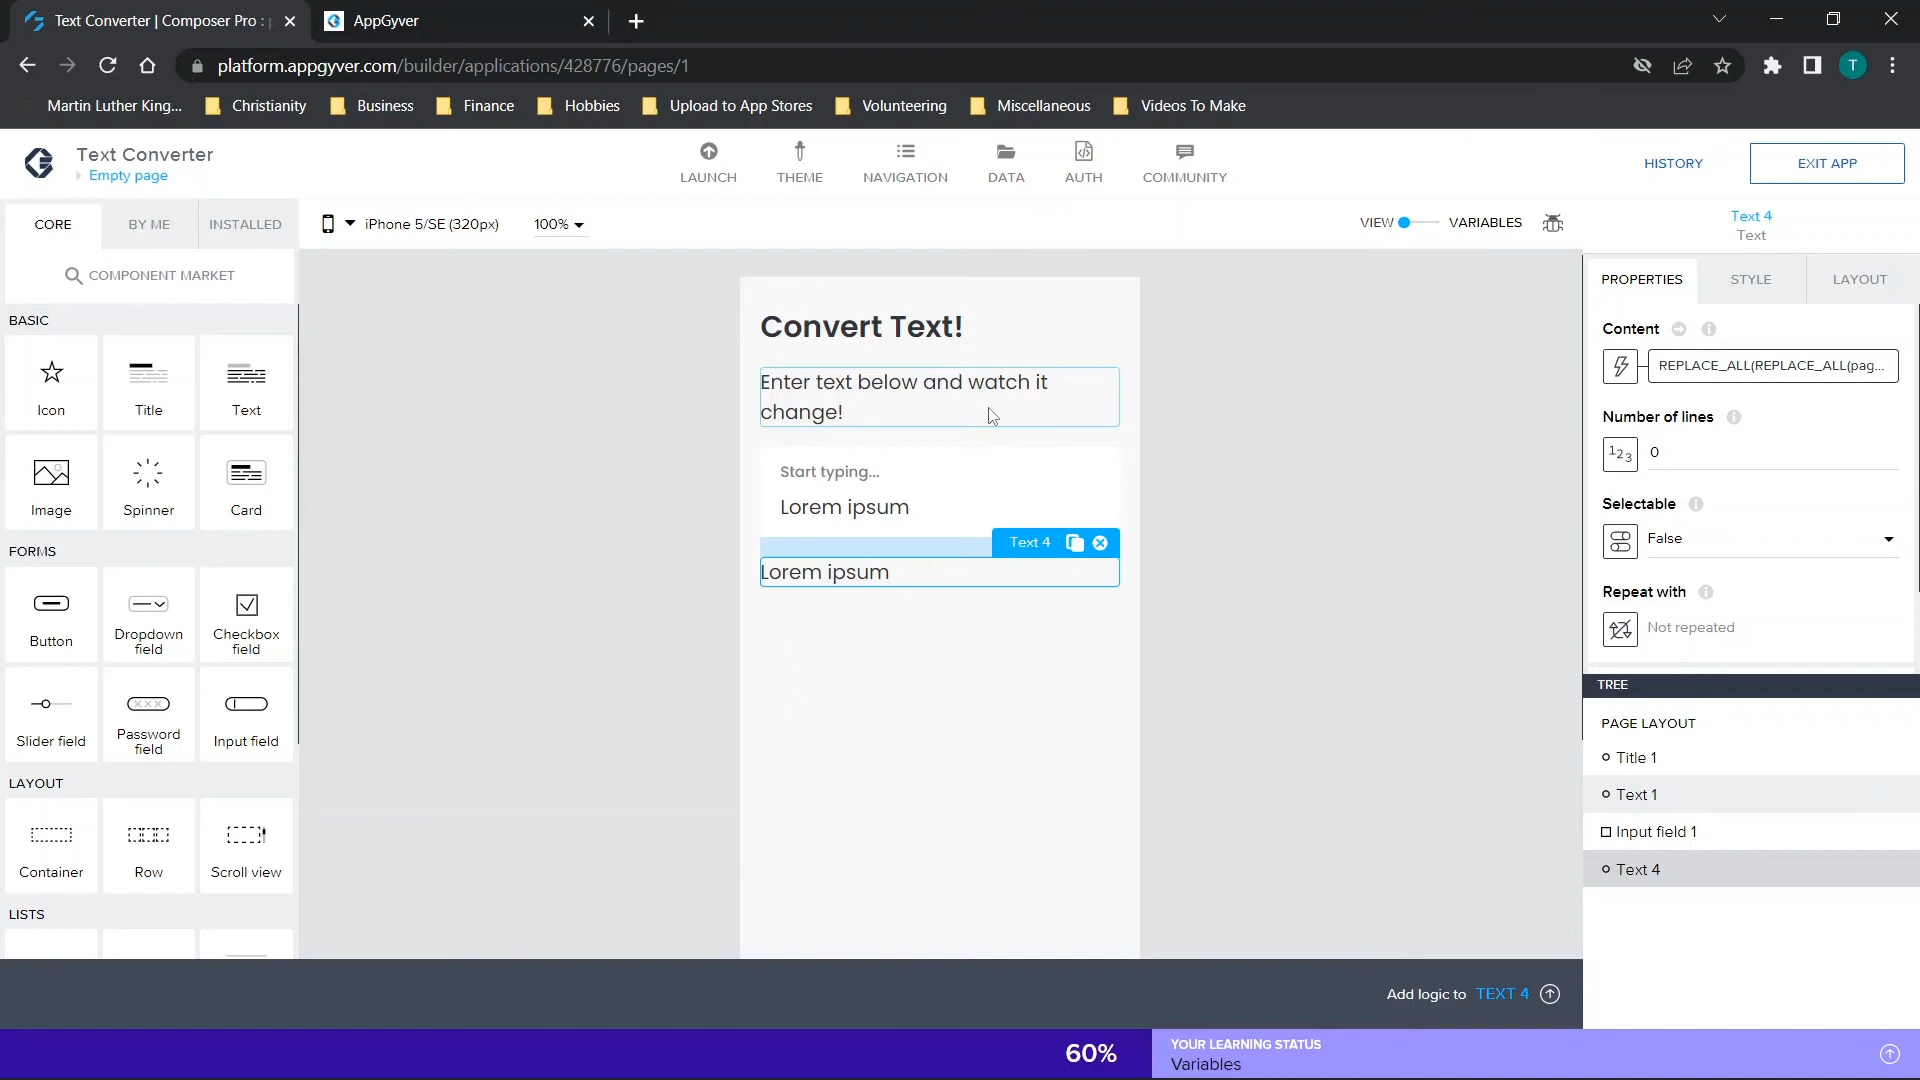 Text Converter | Composer Pro :
AppGyver
platform.appgyver.com/builder/applications/428776/pages/1
T
Martin Luther King...
Christianity
Business
Finance
Hobbies
Upload to App Stores
Volunteering
Miscellaneous
Videos To Make
Text Converter
Empty page
LAUNCH
THEME
NAVIGATION
DATA
AUTH
COMMUNITY
HISTORY
EXIT APP
CORE
BY ME
INSTALLED
iPhone 5/SE (320px)
100%
VIEW
VARIABLES
Text 4
Text
COMPONENT MARKET
BASIC
Icon
Title
Text
Image
Spinner
Card
FORMS
Button
Dropdown
field
Checkbox
field
Slider field
Password
field
Input field
LAYOUT
Container
Row
Scroll view
LISTS
Convert Text!
Enter text below and watch it
change!
Start typing...
Lorem ipsum
Text 4
Lorem ipsum
PROPERTIES
STYLE
LAYOUT
Content
REPLACE_ALL(REPLACE_ALL(pag...
Number of lines
123
0
Selectable
False
Repeat with
Not repeated
TREE
PAGE LAYOUT
Title 1
Text 1
Input field 1
Text 4
Add logic to TEXT 4
60%
YOUR LEARNING STATUS
Variables